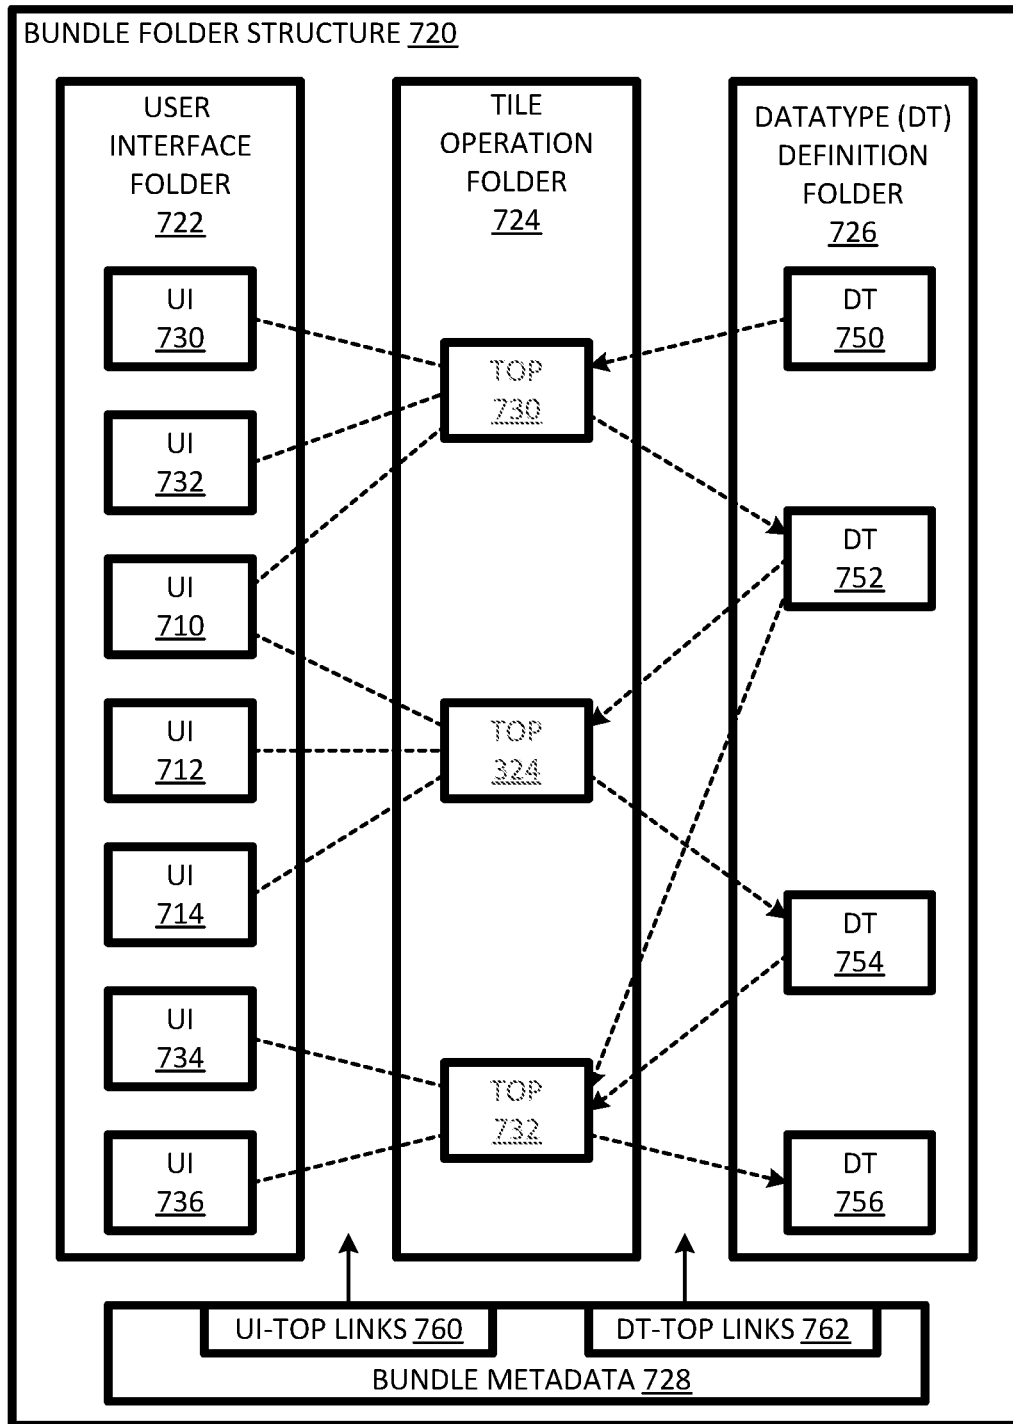 BUNDLE FOLDER STRUCTURE 720
USER
INTERFACE
FOLDER
722
UI
730
UI
732
UI
710
UI
712
UI
714
UI
734
UI
736
TILE
OPERATION
FOLDER
724
TOP
730
TOP
324
TOP
732
DATATYPE (DT)
DEFINITION
FOLDER
726
DT
750
DT
752
DT
754
DT
756
UI-TOP LINKS 760
DT-TOP LINKS 762
BUNDLE METADATA 728